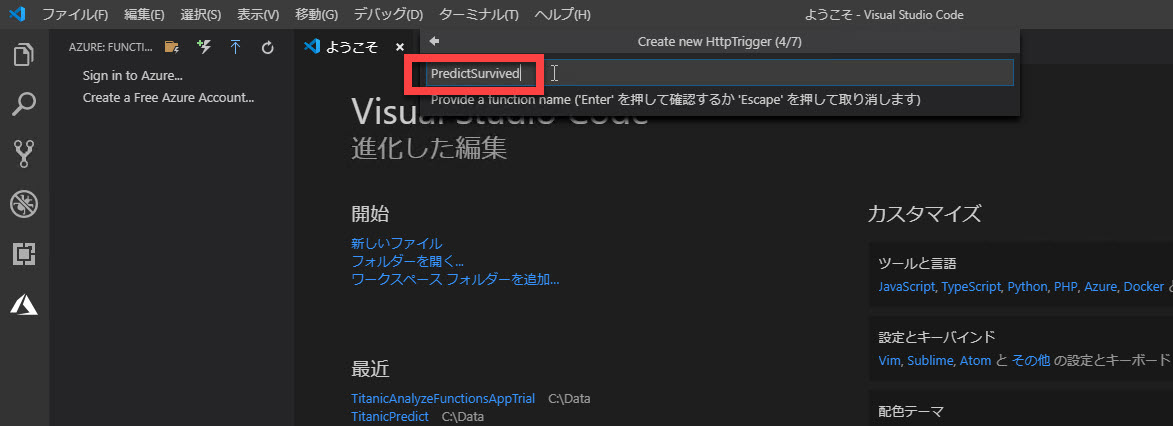 ファイル(F) 編集(E) 選択(S) 表示(V) 移動(G) デバッグ(D) ターミナル(T) ヘルプ(H) ようこそ - Visual Studio Code
AZURE: FUNCTI...
Sign in to Azure...
Create a Free Azure Account...
ようこそ
Create new HttpTrigger (4/7)
PredictSurvived
Provide a function name ('Enter' を押して確認するか 'Escape' を押して取り消します)
Visual Studio Code
進化した編集
開始
新しいファイル
フォルダーを開く...
ワークスペース フォルダーを追加...
最近
TitanicAnalyzeFunctionsAppTrial C:\Data
TitanicPredict C:\Data
カスタマイズ
ツールと言語
JavaScript, TypeScript, Python, PHP, Azure, Docker
設定とキーバインド
Vim, Sublime, Atom と その他 の設定とキーボード
配色テーマ